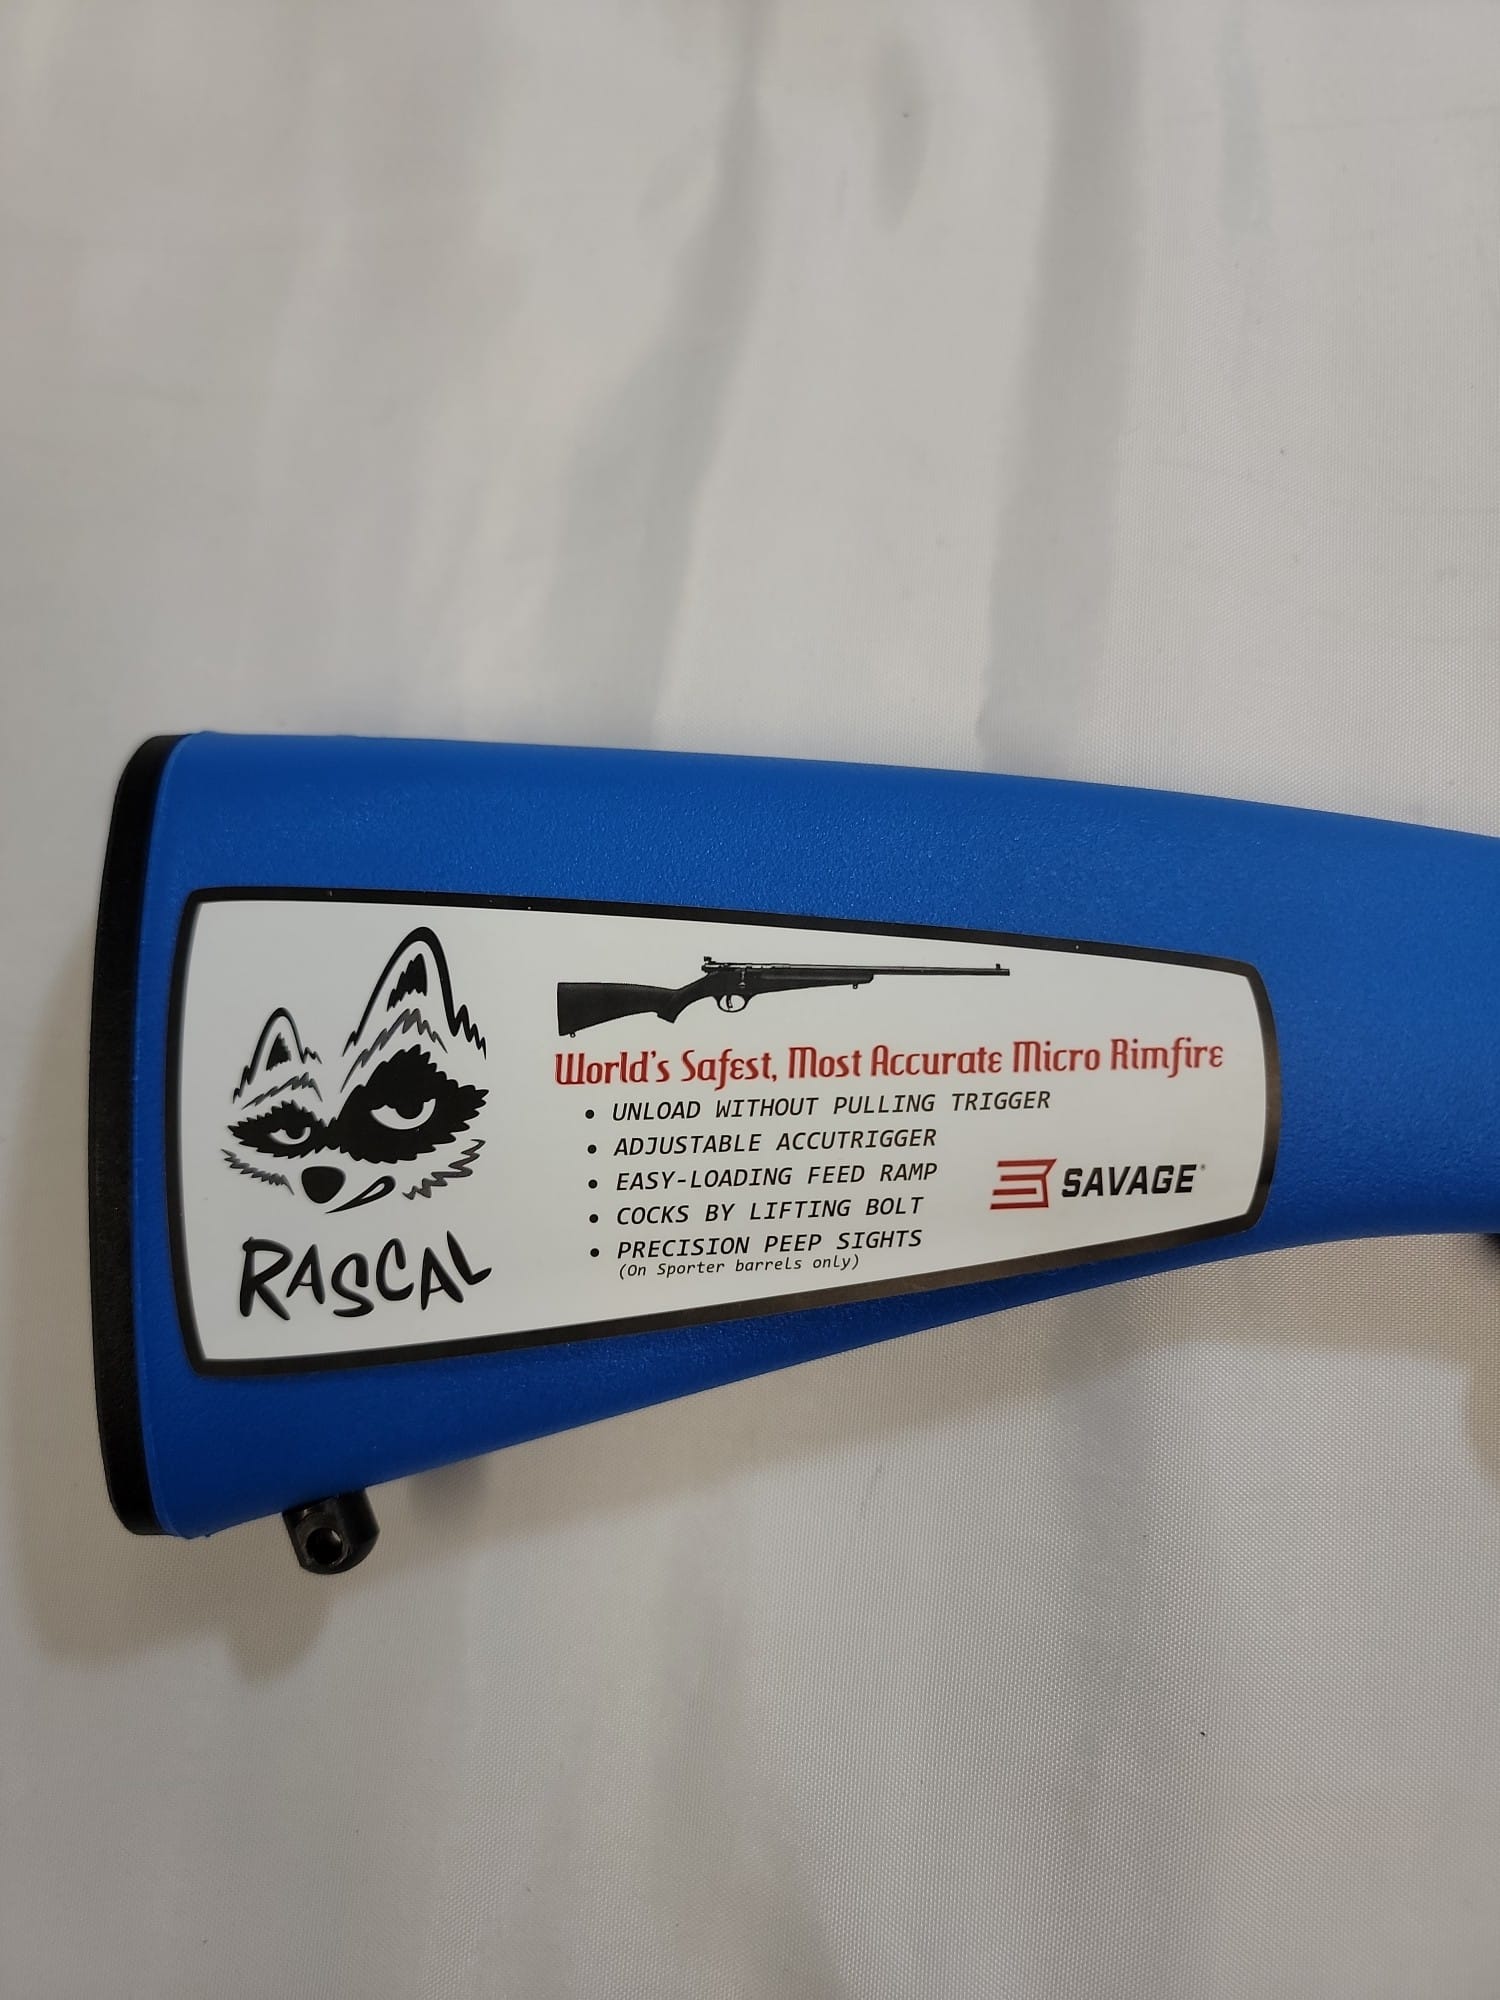 RASCAL
World's Safest, Most Accurate Micro Rimfire
• UNLOAD WITHOUT PULLING TRIGGER
• ADJUSTABLE ACCUTRIGGER
• EASY-LOADING FEED RAMP
• COCKS BY LIFTING BOLT
• PRECISION PEEP SIGHTS
(On Sporter barrels only)
SAVAGE®